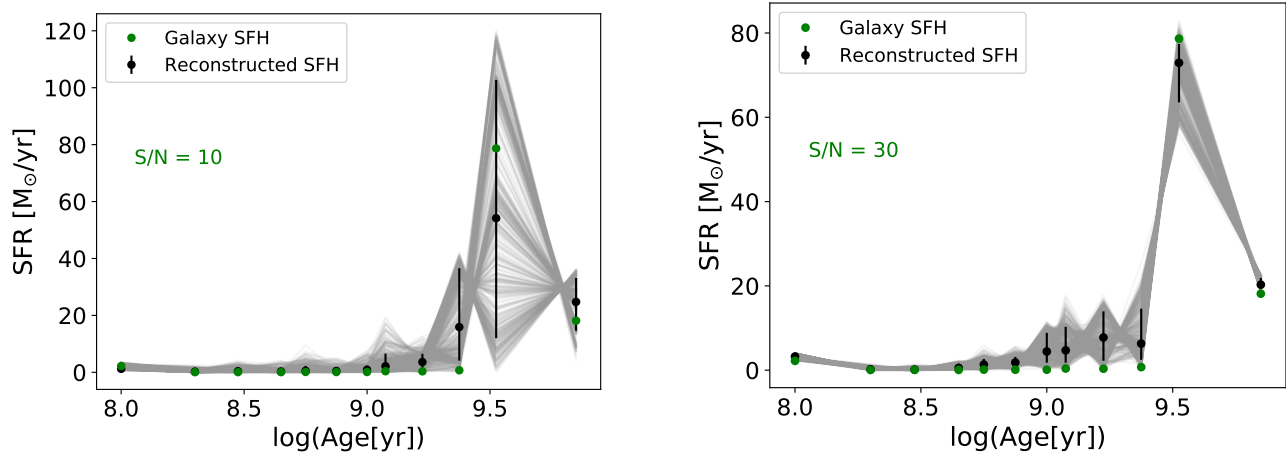 Galaxy SFH
Reconstructed SFH
S/N = 10
SFR [M⊙/yr]
120
100
80
60
40
20
0
8.0 8.5 9.0 9.5
log(Age[yr])
Galaxy SFH
Reconstructed SFH
S/N = 30
SFR [M⊙/yr]
80
60
40
20
0
8.0 8.5 9.0 9.5
log(Age[yr])